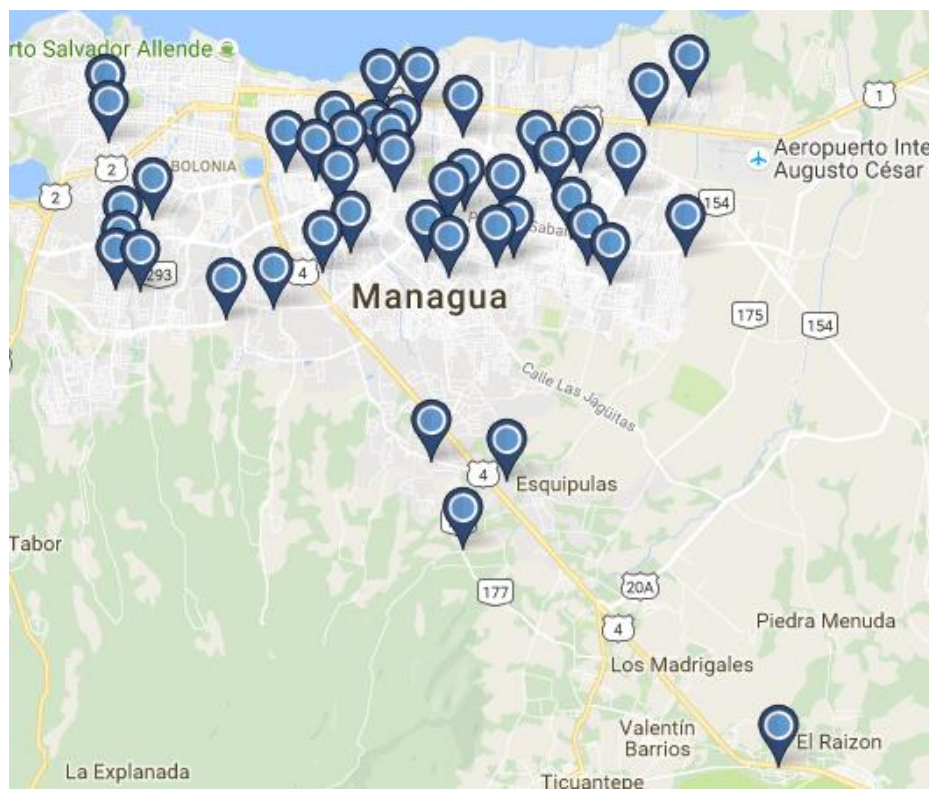 rto Salvador Allende
1
2
BOLONIA
Aeropuerto Inte
Augusto César
2
154
Sabar
293
4
Managua
175
154
Calle Las Jagüitas
4
Esquipulas
Tabor
177
20A
Piedra Menuda
4
Los Madrigales
Valentín
Barrios
El Raizon
La Explanada
Ticuantepe